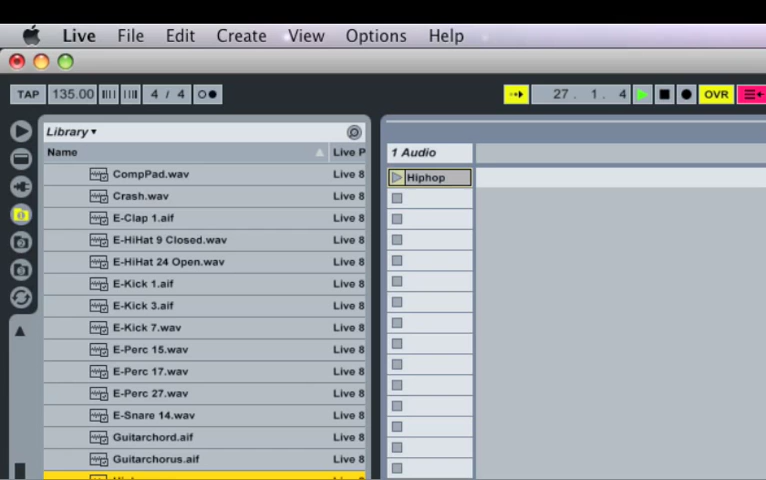 Live File Edit Create View Options Help
TAP 135.00 4 / 4 27. 1. 4 OVR
Library
Name Live P 1 Audio
CompPad.wav Live 8 Hiphop
Crash.wav Live 8
E-Clap 1.aif Live 8
E-HiHat 9 Closed.wav Live 8
E-HiHat 24 Open.wav Live 8
E-Kick 1.aif Live 8
E-Kick 3.aif Live 8
E-Kick 7.wav Live 8
E-Perc 15.wav Live 8
E-Perc 17.wav Live 8
E-Perc 27.wav Live 8
E-Snare 14.wav Live 8
Guitarchord.aif Live 8
Guitarchorus.aif Live 8